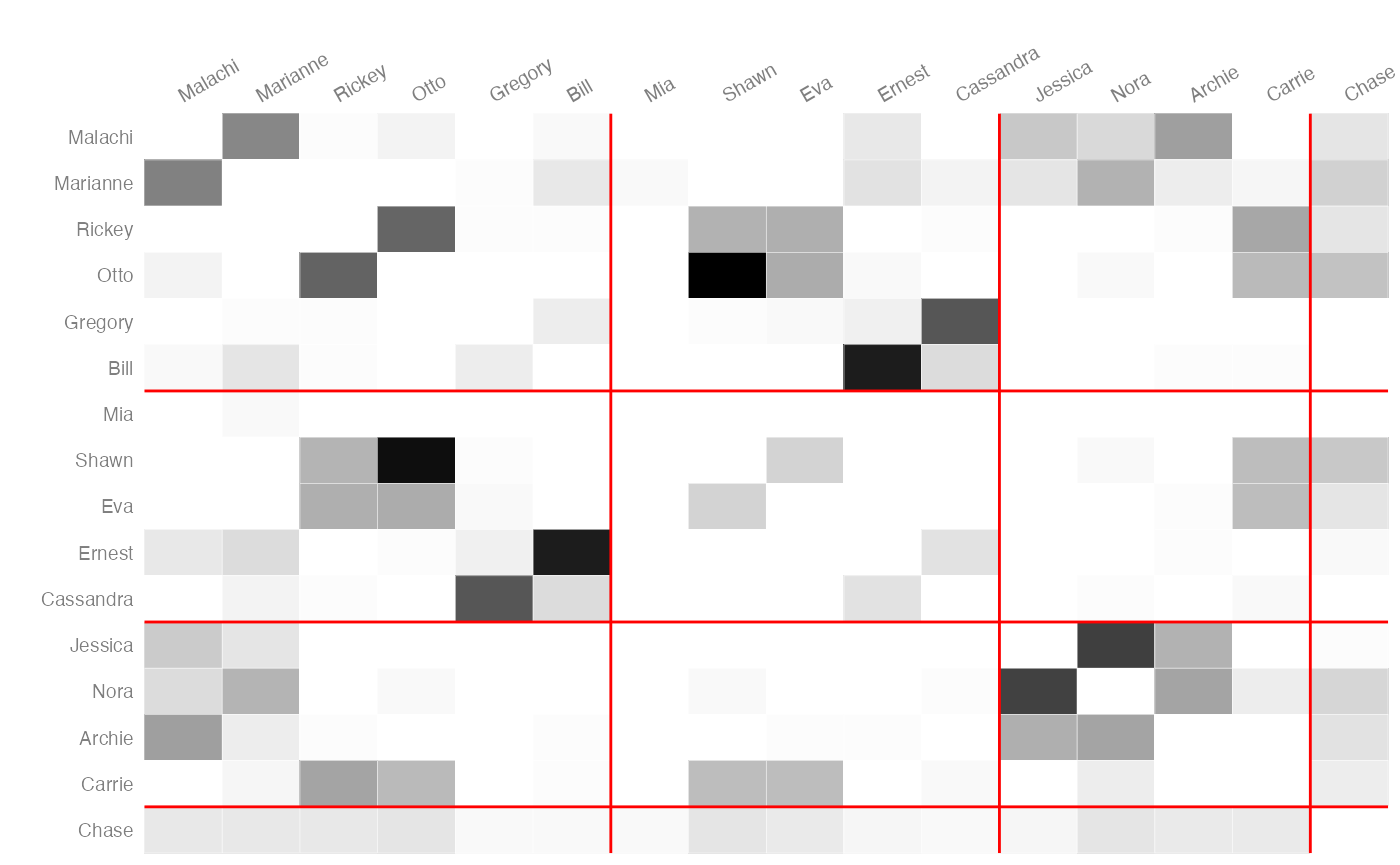 Malachi Marianne Rickey Otto Gregory Bill Mia Shawn Eva Ernest Cassandra Jessica Nora Archie Carrie Chase
Malachi
Marianne
Rickey
Otto
Gregory
Bill
Mia
Shawn
Eva
Ernest
Cassandra
Jessica
Nora
Archie
Carrie
Chase